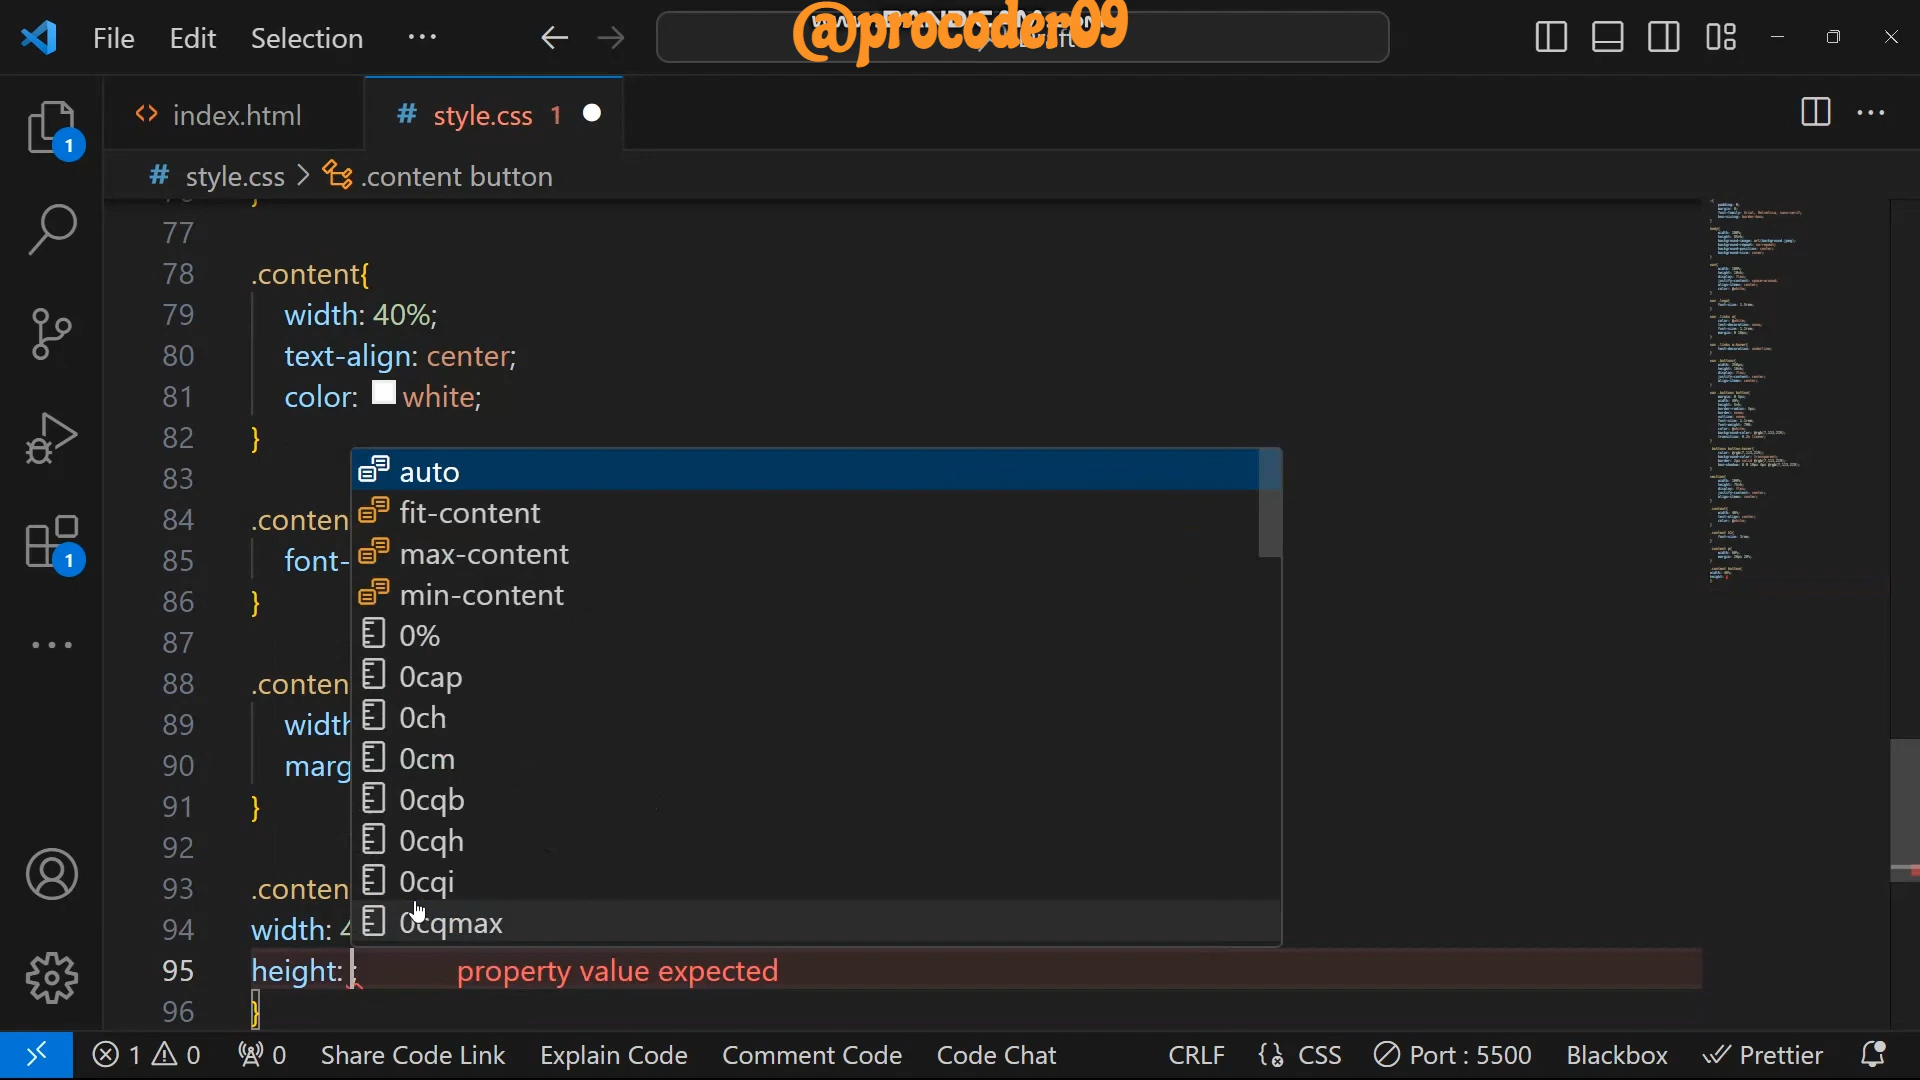 File Edit Selection ···
@procoder09
index.html
# style.css 1
# style.css > .content button
77
78 .content{
79 width: 40%;
80 text-align: center;
81 color: white;
82 }
83
84 .conten
85 font-
86 }
87
88 .conten
89 width
90 marg
91 }
92
93 .conten
94 width: 4
95 height: ; property value expected
96 }
auto
fit-content
max-content
min-content
0%
0cap
0ch
0cm
0cqb
0cqh
0cqi
0cqmax
1
1
1 0 0 Share Code Link Explain Code Comment Code Code Chat CRLF CSS Port : 5500 Blackbox Prettier